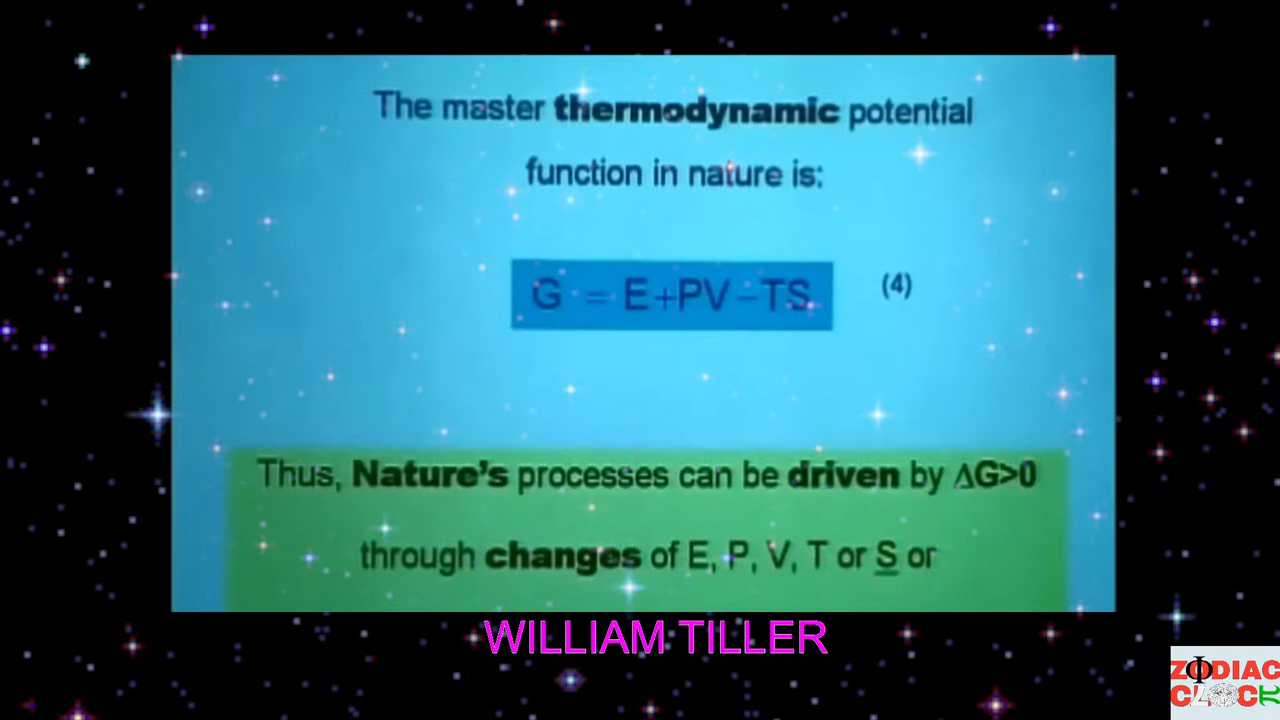 The master thermodynamic potential
function in nature is:
G = E+PV−TS (4)
Thus, Nature's processes can be driven by ΔG>0
through changes of E, P, V, T or S or
WILLIAM TILLER
ZODIAC
CLOCK